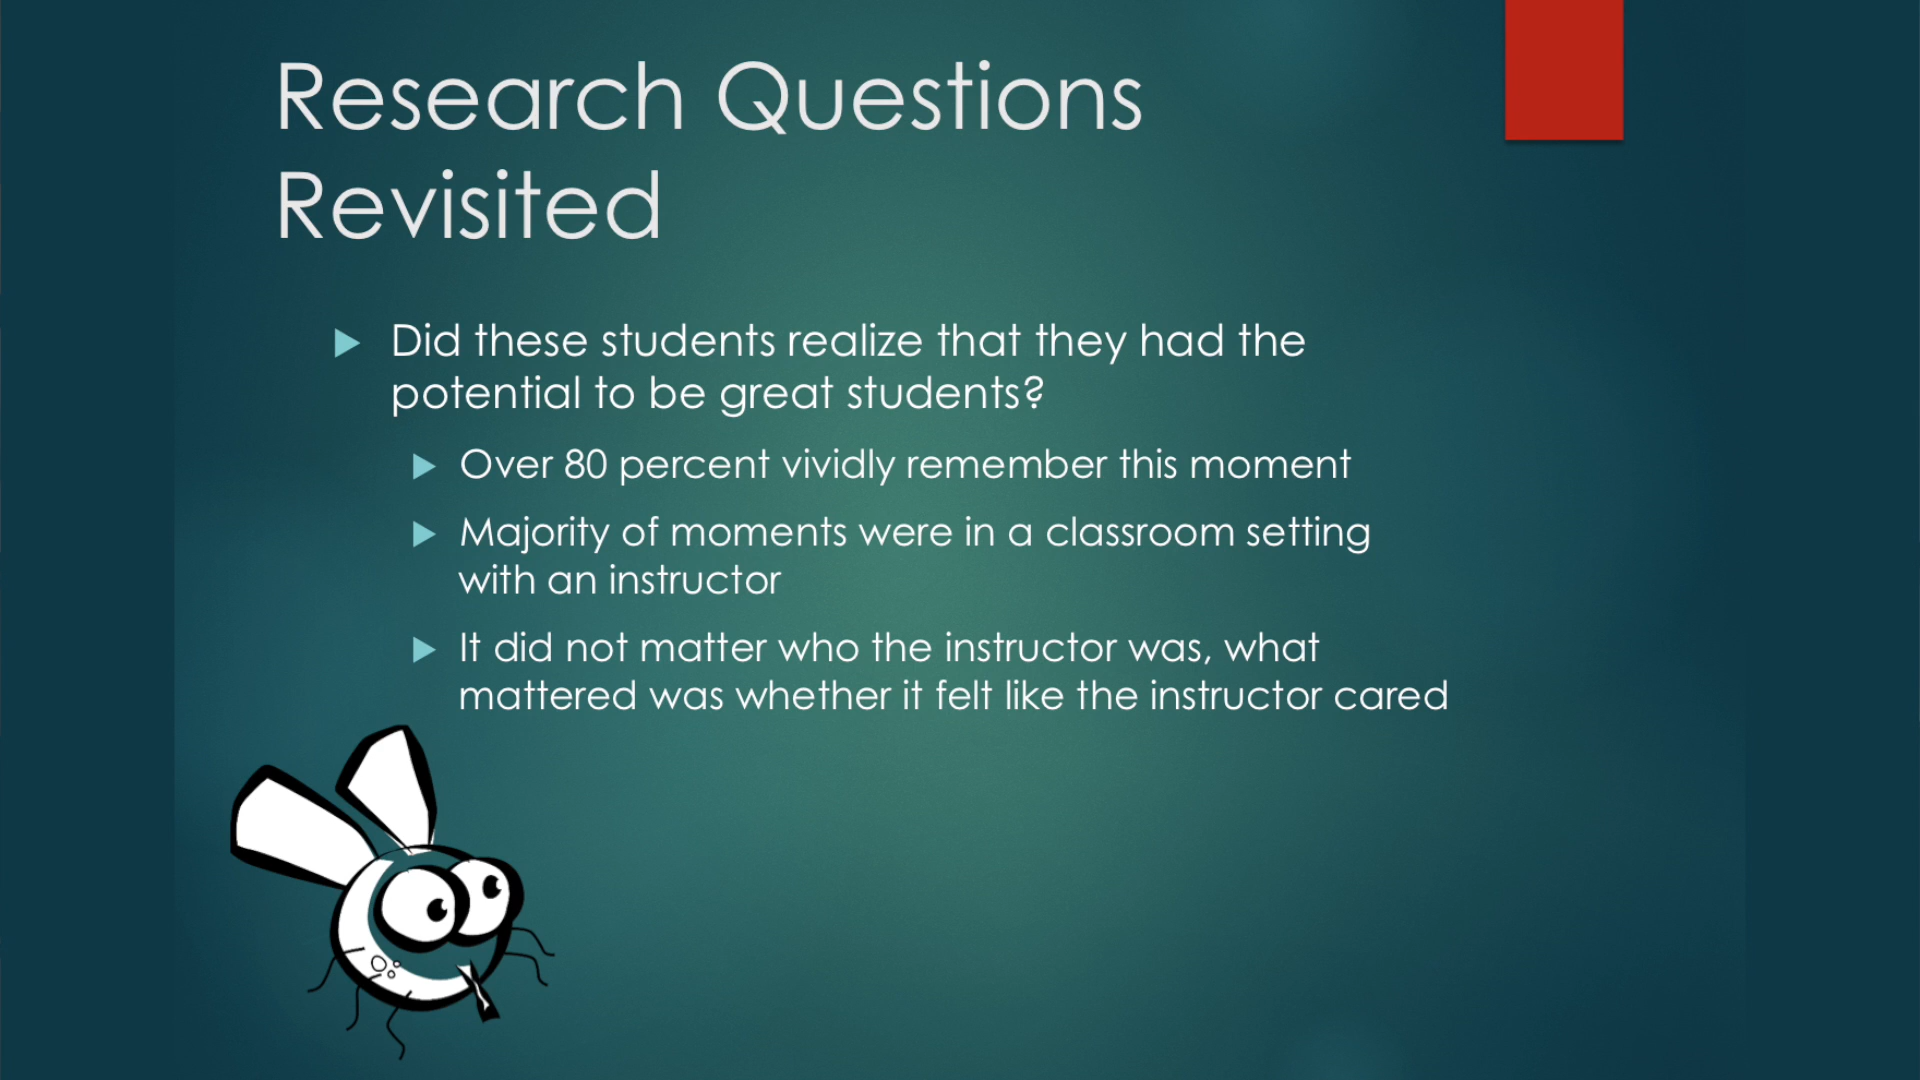 Research Questions
Revisited
Did these students realize that they had the
potential to be great students?
Over 80 percent vividly remember this moment
Majority of moments were in a classroom setting
with an instructor
It did not matter who the instructor was, what
mattered was whether it felt like the instructor cared